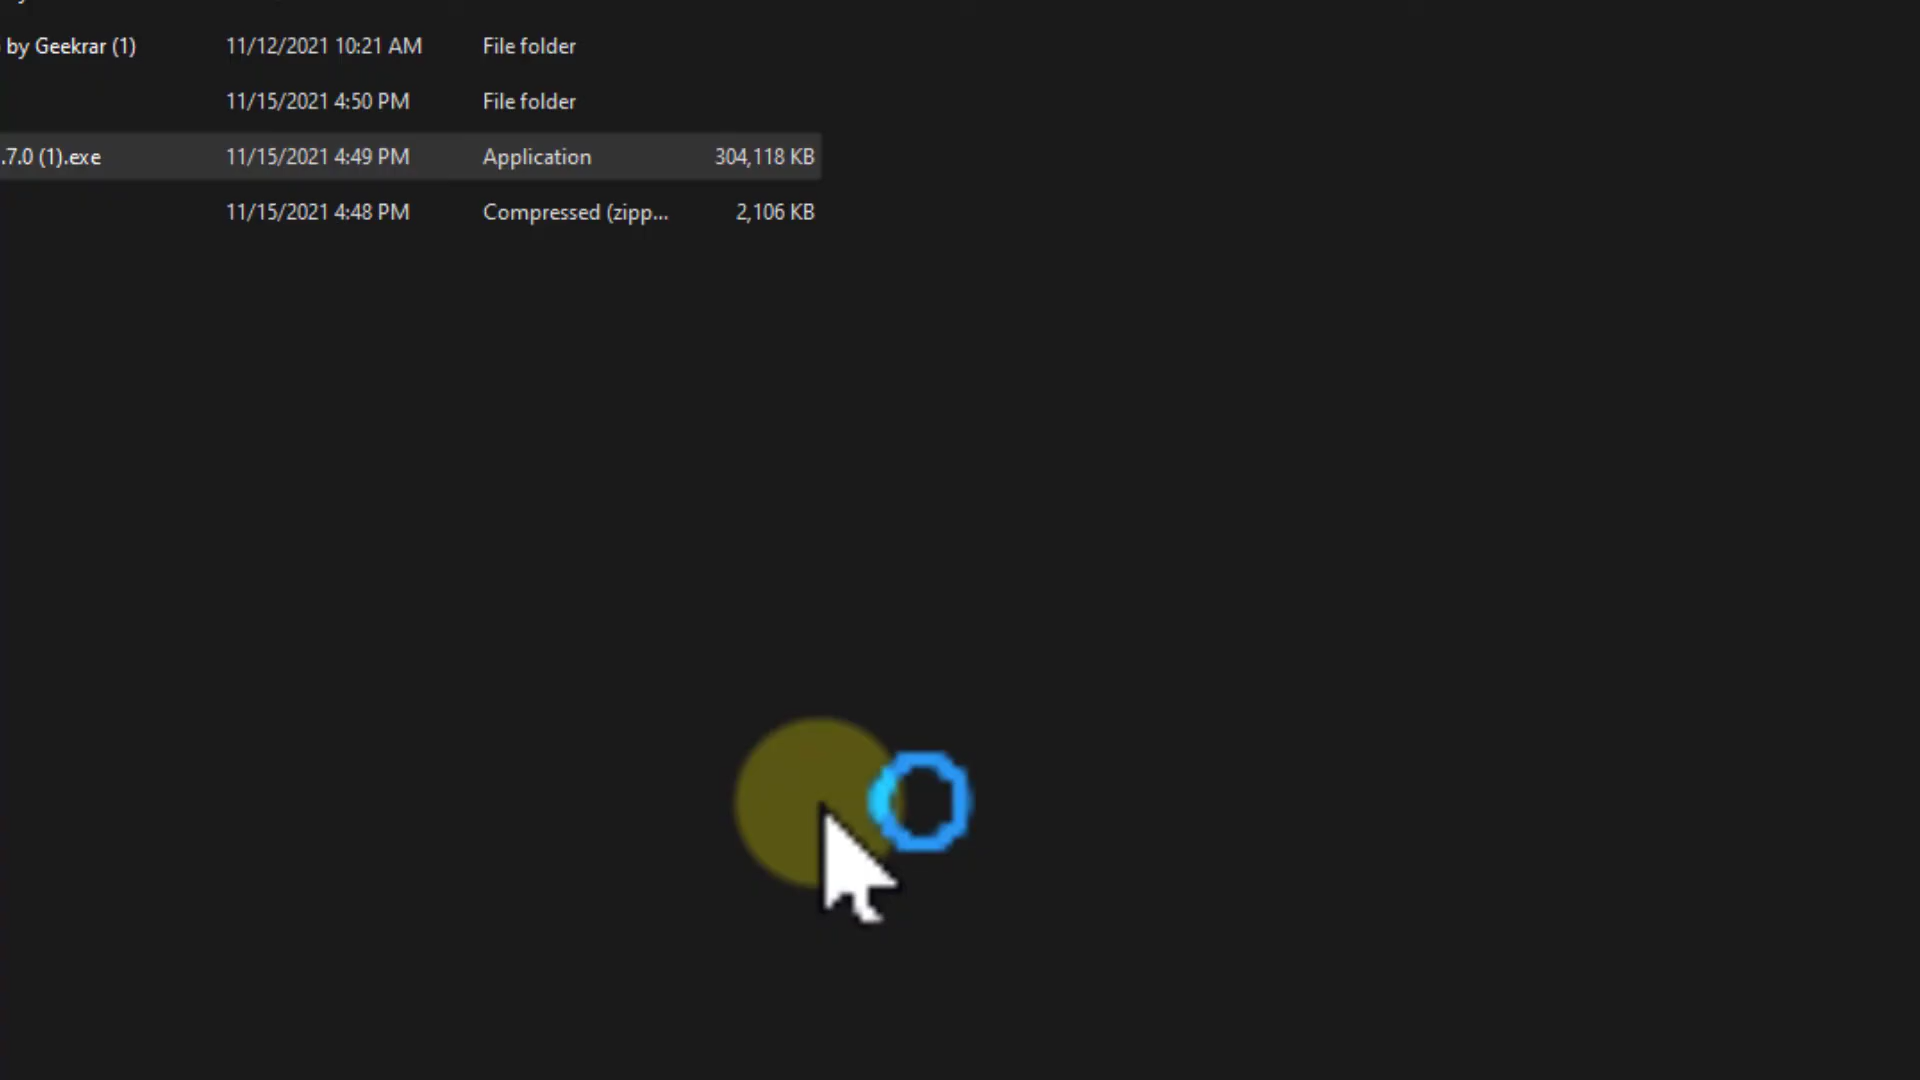 by Geekrar (1) 11/12/2021 10:21 AM File folder
11/15/2021 4:50 PM File folder
.7.0 (1).exe 11/15/2021 4:49 PM Application 304,118 KB
11/15/2021 4:48 PM Compressed (zipp... 2,106 KB